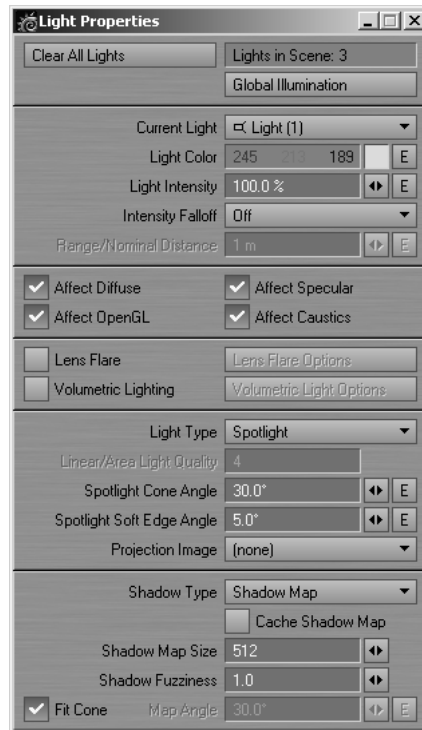 Light Properties
Clear All Lights Lights in Scene: 3
Global Illumination
Current Light Light (1)
Light Color 245 213 189 E
Light Intensity 100.0 % E
Intensity Falloff Off
Range/Nominal Distance 1 m E
Affect Diffuse Affect Specular
Affect OpenGL Affect Caustics
Lens Flare Lens Flare Options
Volumetric Lighting Volumetric Light Options
Light Type Spotlight
Linear/Area Light Quality 4
Spotlight Cone Angle 30.0° E
Spotlight Soft Edge Angle 5.0° E
Projection Image (none)
Shadow Type Shadow Map
Cache Shadow Map
Shadow Map Size 512
Shadow Fuzziness 1.0
Fit Cone Map Angle 30.0° E